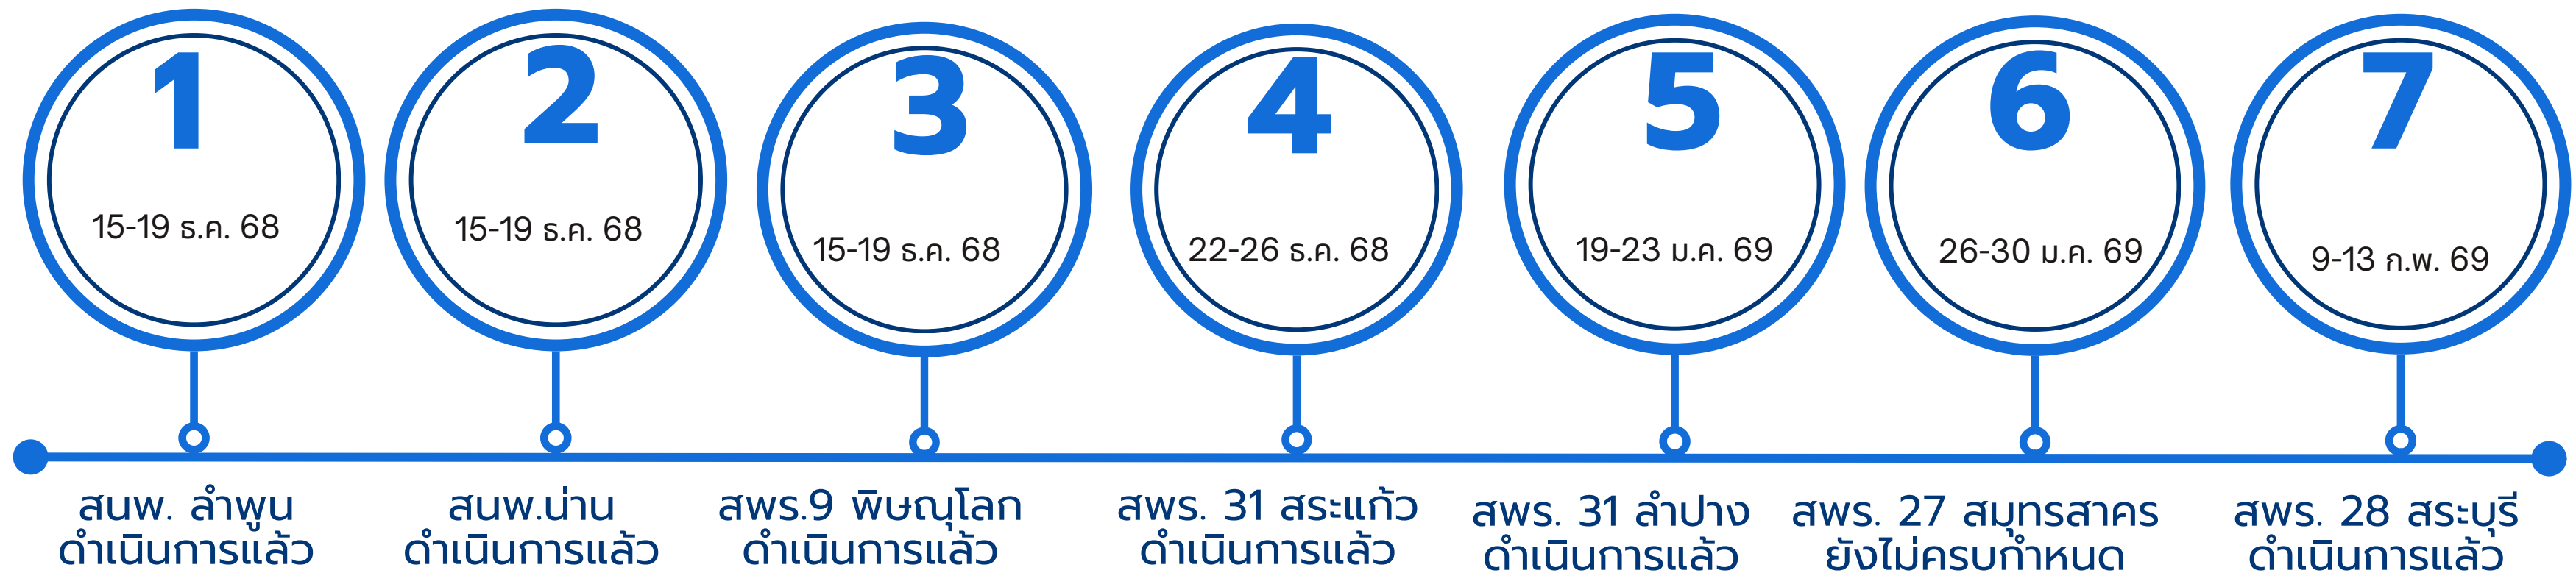 1
15-19 ธ.ค. 68
สนพ. ลำพูน
ดำเนินการแล้ว
2
15-19 ธ.ค. 68
สนพ.น่าน
ดำเนินการแล้ว
3
15-19 ธ.ค. 68
สพร.9 พิษณุโลก
ดำเนินการแล้ว
4
22-26 ธ.ค. 68
สพร. 31 สระแก้ว
ดำเนินการแล้ว
5
19-23 ม.ค. 69
สพร. 31 ลำปาง
ดำเนินการแล้ว
6
26-30 ม.ค. 69
สพร. 27 สมุทรสาคร
ยังไม่ครบกำหนด
7
9-13 ก.พ. 69
สพร. 28 สระบุรี
ดำเนินการแล้ว